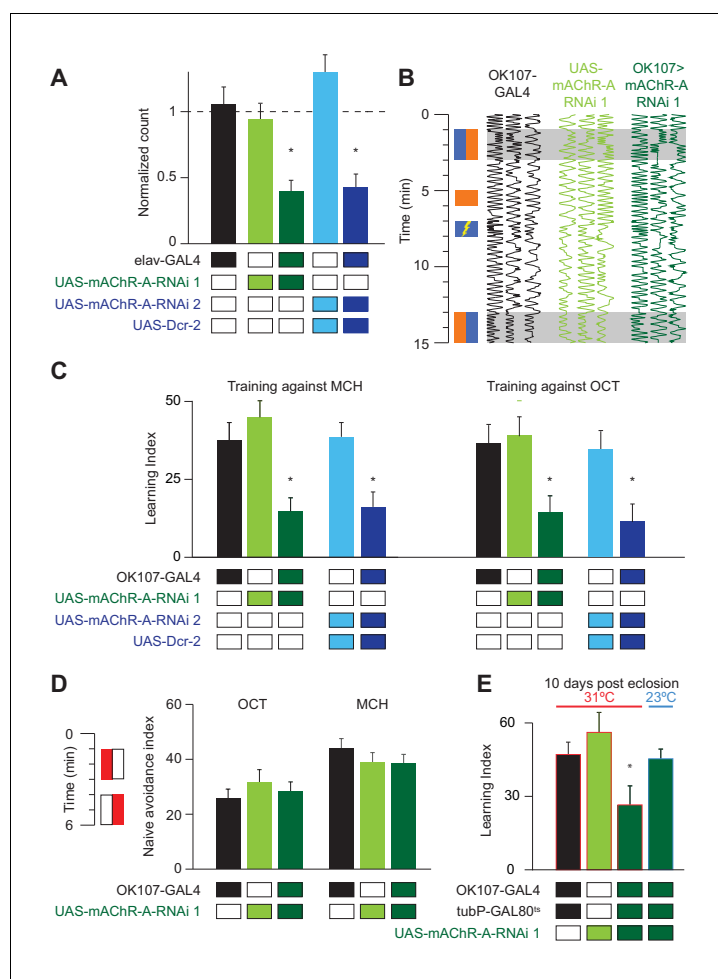 A
Normalized count
1
0.5
0
*
*
elav-GAL4
UAS-mAChR-A-RNAi 1
UAS-mAChR-A-RNAi 2
UAS-Dcr-2
B
OK107-
GAL4
UAS-
mAChR-A
RNAi 1
OK107>
mAChR-A
RNAi 1
Time (min)
0
5
10
15
C
Training against MCH
Training against OCT
Learning Index
50
25
0
*
*
*
*
OK107-GAL4
UAS-mAChR-A-RNAi 1
UAS-mAChR-A-RNAi 2
UAS-Dcr-2
D
Time (min)
0
6
OCT
MCH
Naive avoidance index
60
40
20
0
OK107-GAL4
UAS-mAChR-A-RNAi 1
E
10 days post eclosion
31ºC
23ºC
Learning Index
60
30
0
*
OK107-GAL4
tubP-GAL80ts
UAS-mAChR-A-RNAi 1